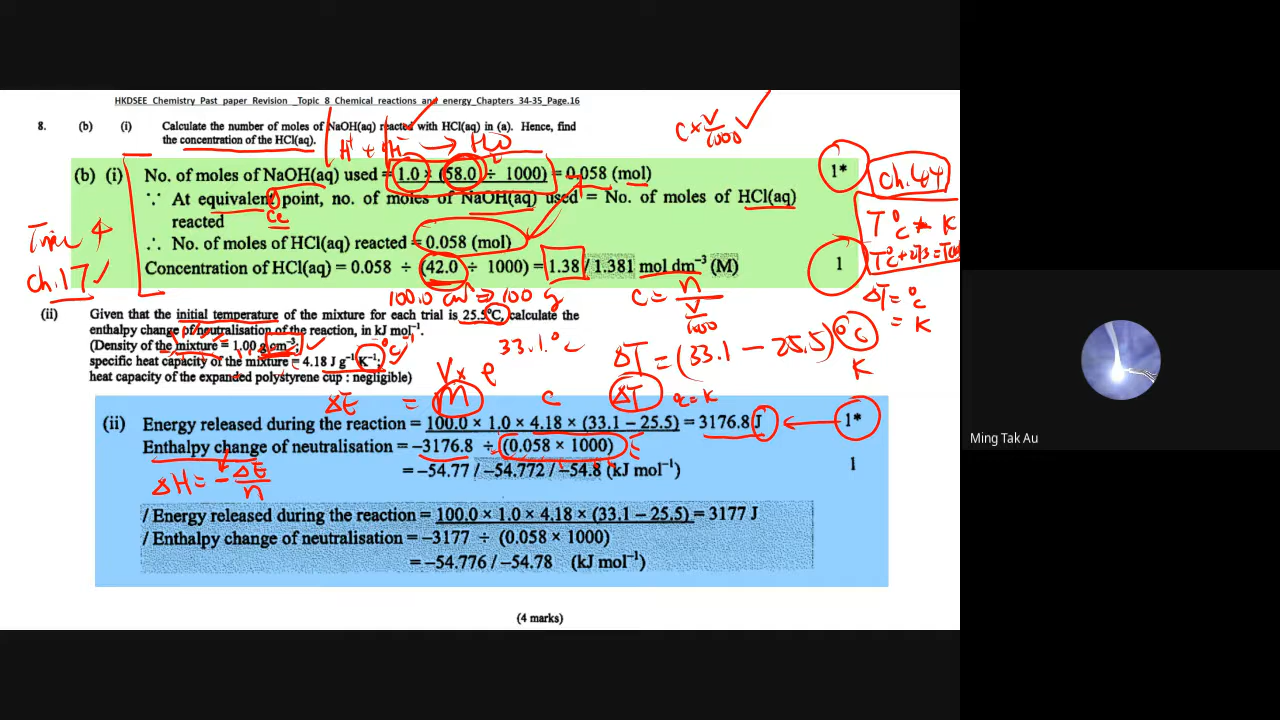 HKDSEE Chemistry Past paper Revision _Topic 8 Chemical reactions and energy_Chapters 34-35_Page.16
8. (b) (i) Calculate the number of moles of NaOH(aq) reacted with HCl(aq) in (a). Hence, find
the concentration of the HCl(aq).
C × V/1000
H⁺ + OH⁻ → H₂O
(b) (i) No. of moles of NaOH(aq) used = 1.0 × (58.0 ÷ 1000) = 0.058 (mol) 1*
∵ At equivalent point, no. of moles of NaOH(aq) used = No. of moles of HCl(aq)
ce
reacted
∴ No. of moles of HCl(aq) reacted = 0.058 (mol)
Concentration of HCl(aq) = 0.058 ÷ (42.0 ÷ 1000) = 1.38 / 1.381 mol dm⁻³ (M) 1
ch.17
T°C ≠ K
ΔT = °C
= K
100.0 cm³ ⇒ 100 g
C = n / V/1000
(ii) Given that the initial temperature of the mixture for each trial is 25.5°C, calculate the
enthalpy change of neutralisation of the reaction, in kJ mol⁻¹.
(Density of the mixture = 1.00 g cm⁻³;
specific heat capacity of the mixture = 4.18 J g⁻¹ K⁻¹;
heat capacity of the expanded polystyrene cup : negligible)
°C
33.1°C
ΔT = (33.1 − 25.5) °C
K
V × ρ
ΔE = m c ΔT
(ii) Energy released during the reaction = 100.0 × 1.0 × 4.18 × (33.1 − 25.5) = 3176.8 J 1*
Enthalpy change of neutralisation = −3176.8 ÷ (0.058 × 1000)
= −54.77 / −54.772 / −54.8 (kJ mol⁻¹) 1
ΔH = − ΔE/n
/ Energy released during the reaction = 100.0 × 1.0 × 4.18 × (33.1 − 25.5) = 3177 J
/ Enthalpy change of neutralisation = −3177 ÷ (0.058 × 1000)
= −54.776 / −54.78 (kJ mol⁻¹)
(4 marks)
Ming Tak Au